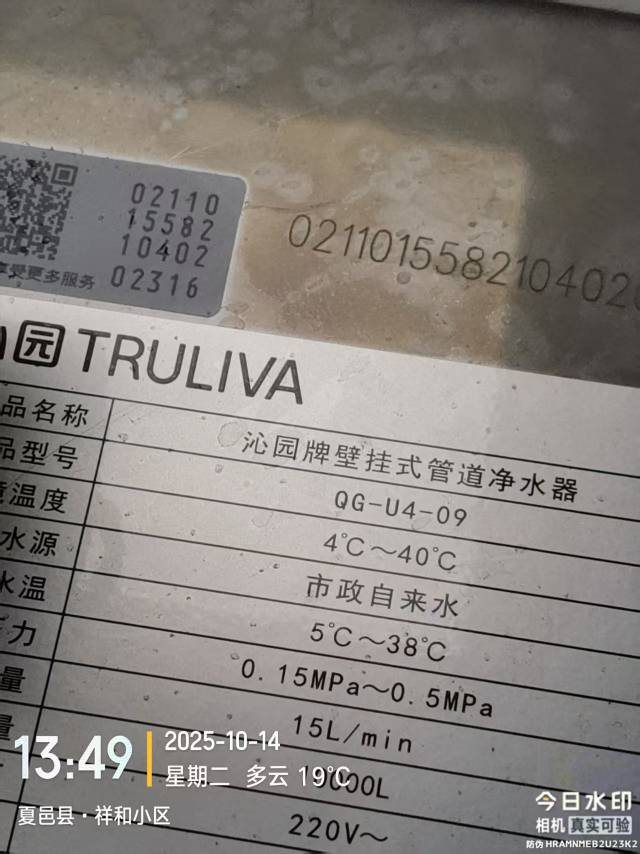 02110
15582
10402
02316
享受更多服务
021101558210402
园 TRULIVA
品名称 沁园牌壁挂式管道净水器
品型号 QG-U4-09
温度 4℃～40℃
水源 市政自来水
水温 5℃～38℃
力 0.15MPa～0.5MPa
量 15L/min
量 000L
220V～
13:49
2025-10-14
星期二 多云 19℃
夏邑县·祥和小区
今日水印
相机 真实可验
防伪 HRAMNMEB2U23K2